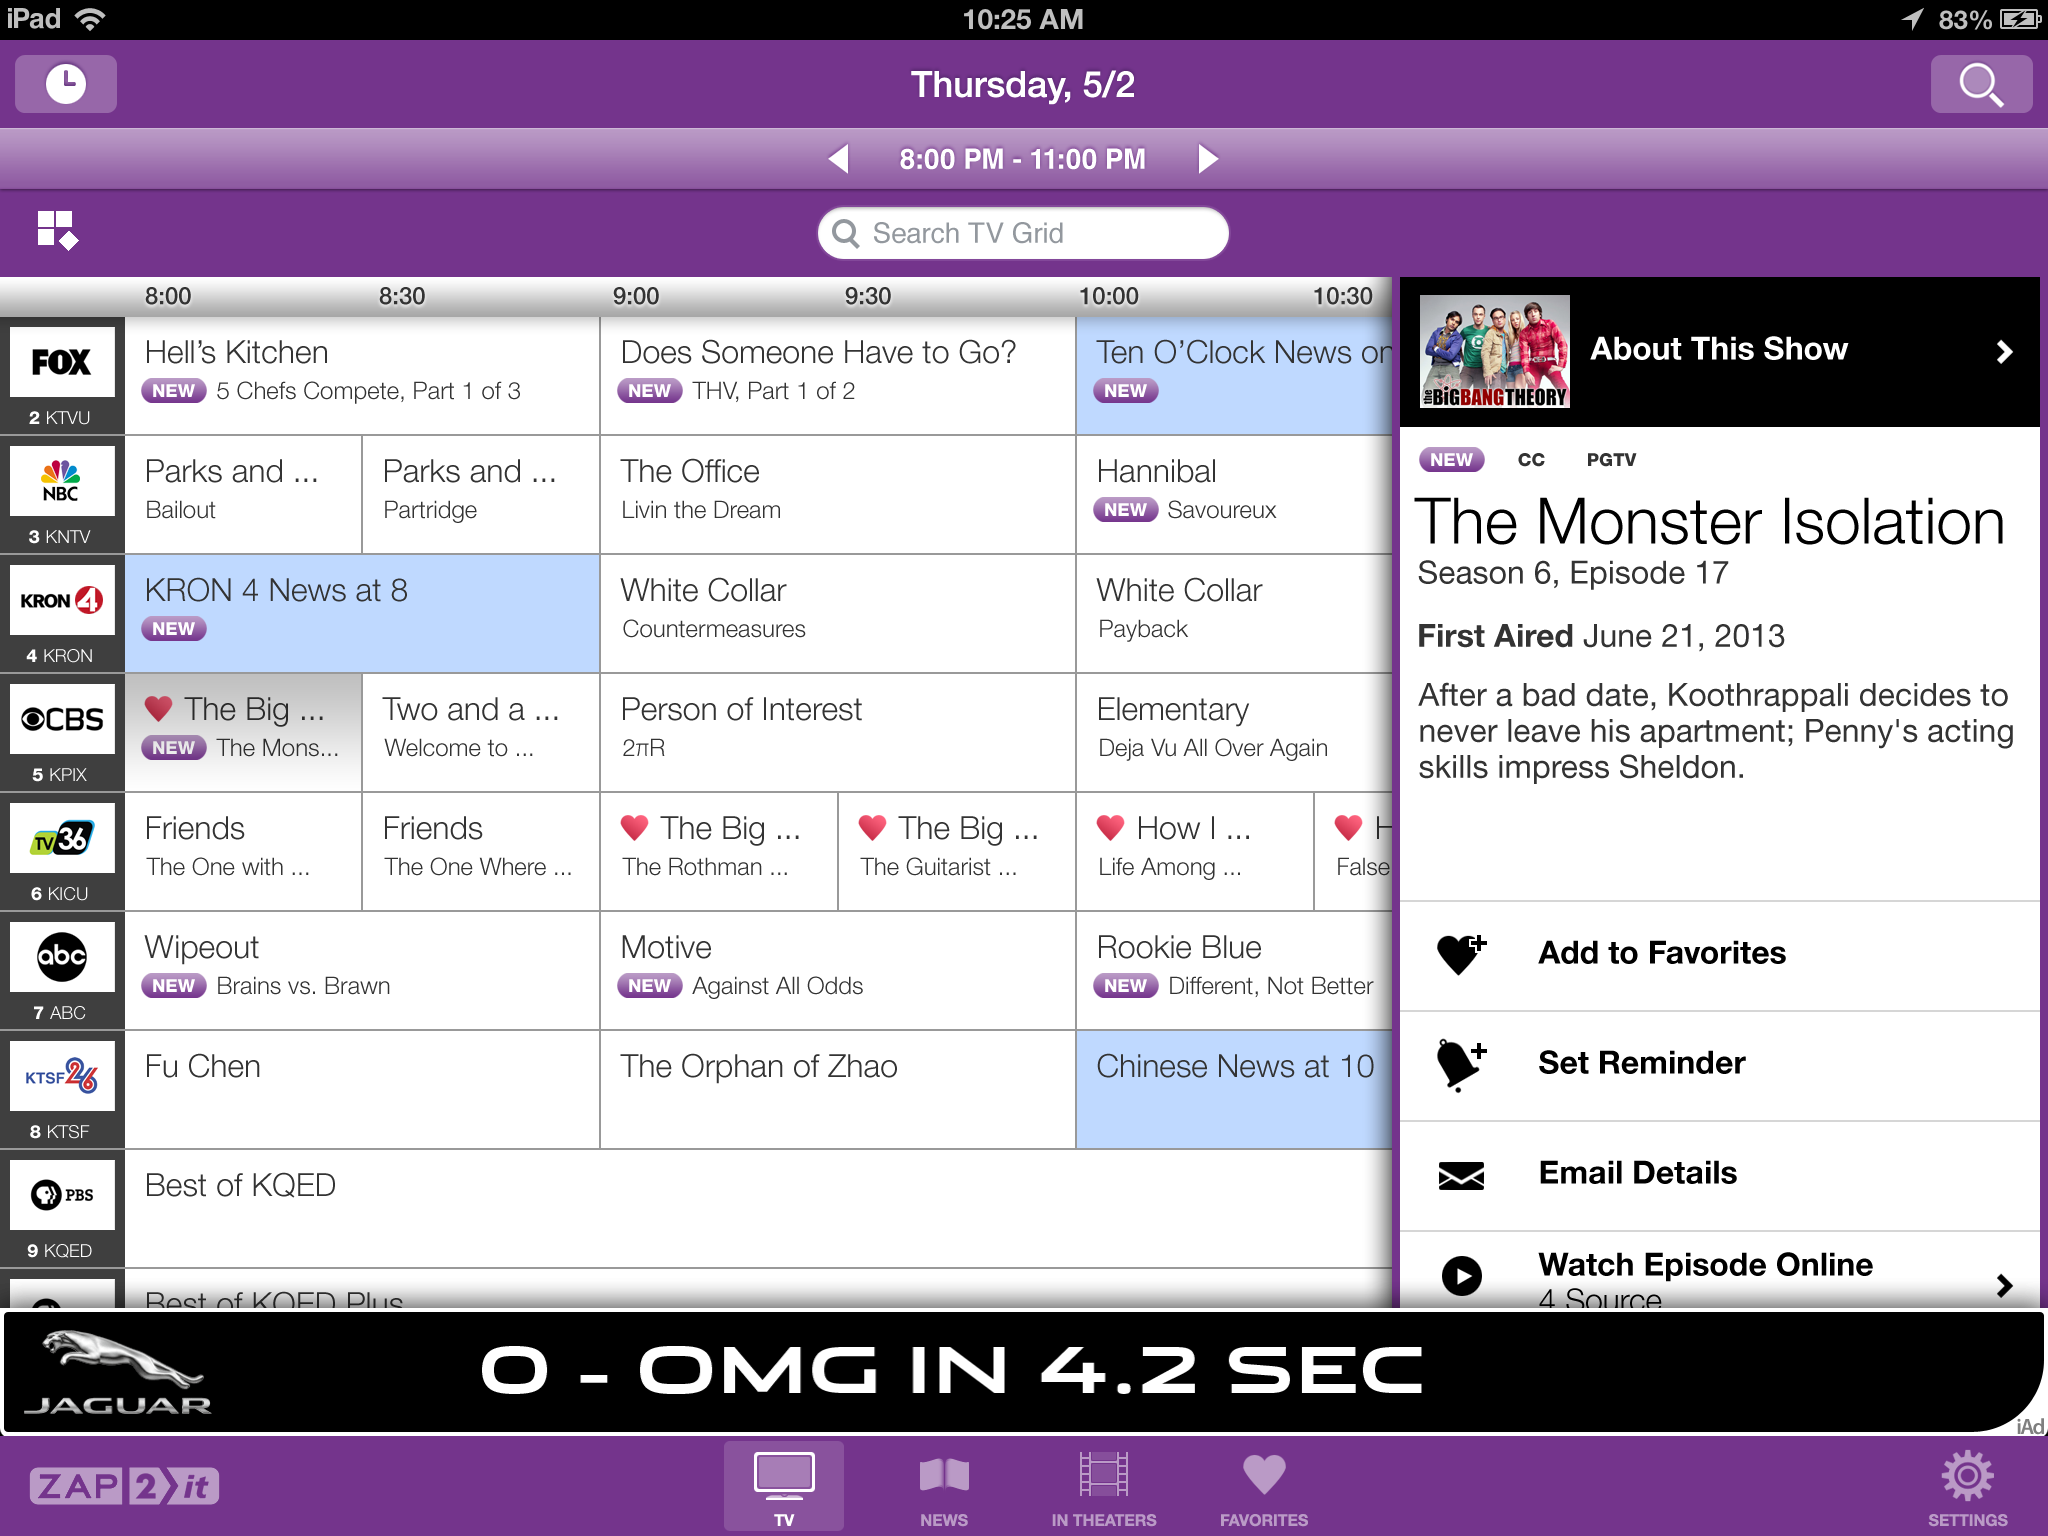 iPad 10:25 AM 83%
Thursday, 5/2
8:00 PM - 11:00 PM
Search TV Grid
8:00 8:30 9:00 9:30 10:00 10:30
FOX
2 KTVU
Hell's Kitchen
NEW 5 Chefs Compete, Part 1 of 3
Does Someone Have to Go?
NEW THV, Part 1 of 2
Ten O'Clock News on
NEW
NBC
3 KNTV
Parks and ...
Bailout
Parks and ...
Partridge
The Office
Livin the Dream
Hannibal
NEW Savoureux
KRON 4
4 KRON
KRON 4 News at 8
NEW
White Collar
Countermeasures
White Collar
Payback
CBS
5 KPIX
The Big ...
NEW The Mons...
Two and a ...
Welcome to ...
Person of Interest
2πR
Elementary
Deja Vu All Over Again
TV 36
6 KICU
Friends
The One with ...
Friends
The One Where ...
The Big ...
The Rothman ...
The Big ...
The Guitarist ...
How I ...
Life Among ...
H
False
abc
7 ABC
Wipeout
NEW Brains vs. Brawn
Motive
NEW Against All Odds
Rookie Blue
NEW Different, Not Better
KTSF 26
8 KTSF
Fu Chen
The Orphan of Zhao
Chinese News at 10
PBS
9 KQED
Best of KQED
Best of KQED Plus
the BIG BANG THEORY
About This Show
NEW CC PGTV
The Monster Isolation
Season 6, Episode 17
First Aired June 21, 2013
After a bad date, Koothrappali decides to
never leave his apartment; Penny's acting
skills impress Sheldon.
Add to Favorites
Set Reminder
Email Details
Watch Episode Online
4 Source
JAGUAR
0 - OMG IN 4.2 SEC
iAd
ZAP2it
TV
NEWS
IN THEATERS
FAVORITES
SETTINGS